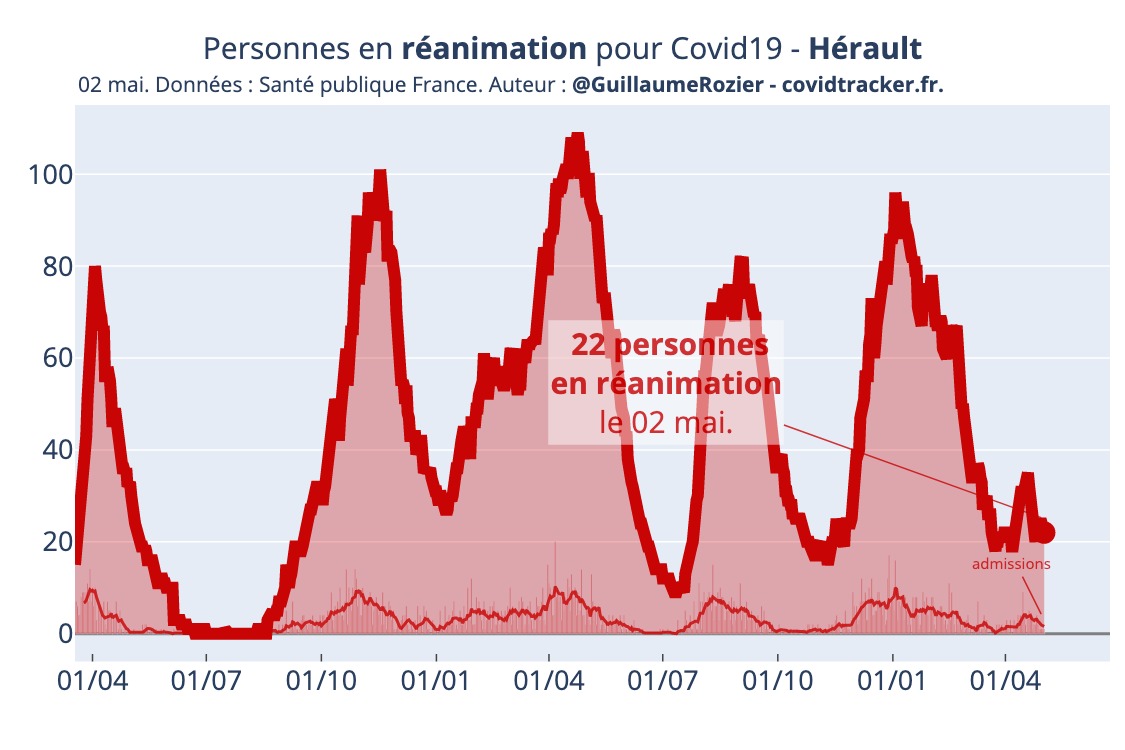 Personnes en réanimation pour Covid19 - Hérault
02 mai. Données : Santé publique France. Auteur : @GuillaumeRozier - covidtracker.fr.
100
80
60
40
20
0
22 personnes
en réanimation
le 02 mai.
admissions
01/04 01/07 01/10 01/01 01/04 01/07 01/10 01/01 01/04